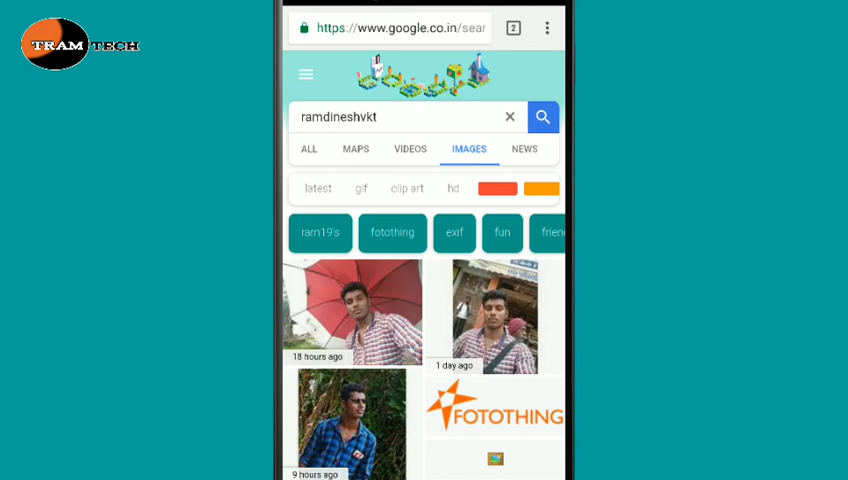 TRAM TECH
https://www.google.co.in/sear
2
ramdineshvkt
ALL MAPS VIDEOS IMAGES NEWS
latest gif clip art hd
ram19's fotothing exif fun frien
18 hours ago
1 day ago
FOTOTHING
9 hours ago